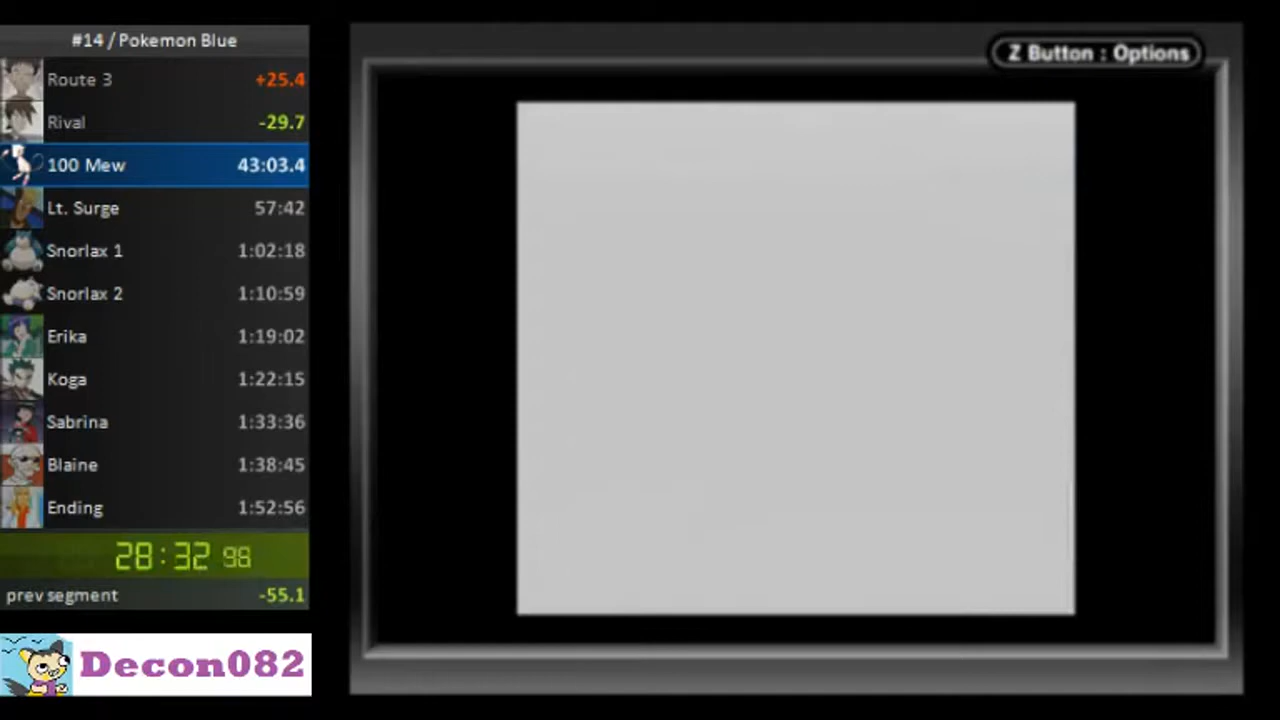 #14 / Pokemon Blue
Route 3 +25.4
Rival -29.7
100 Mew 43:03.4
Lt. Surge 57:42
Snorlax 1 1:02:18
Snorlax 2 1:10:59
Erika 1:19:02
Koga 1:22:15
Sabrina 1:33:36
Blaine 1:38:45
Ending 1:52:56
28:32 98
prev segment -55.1
Decon082
Z Button : Options